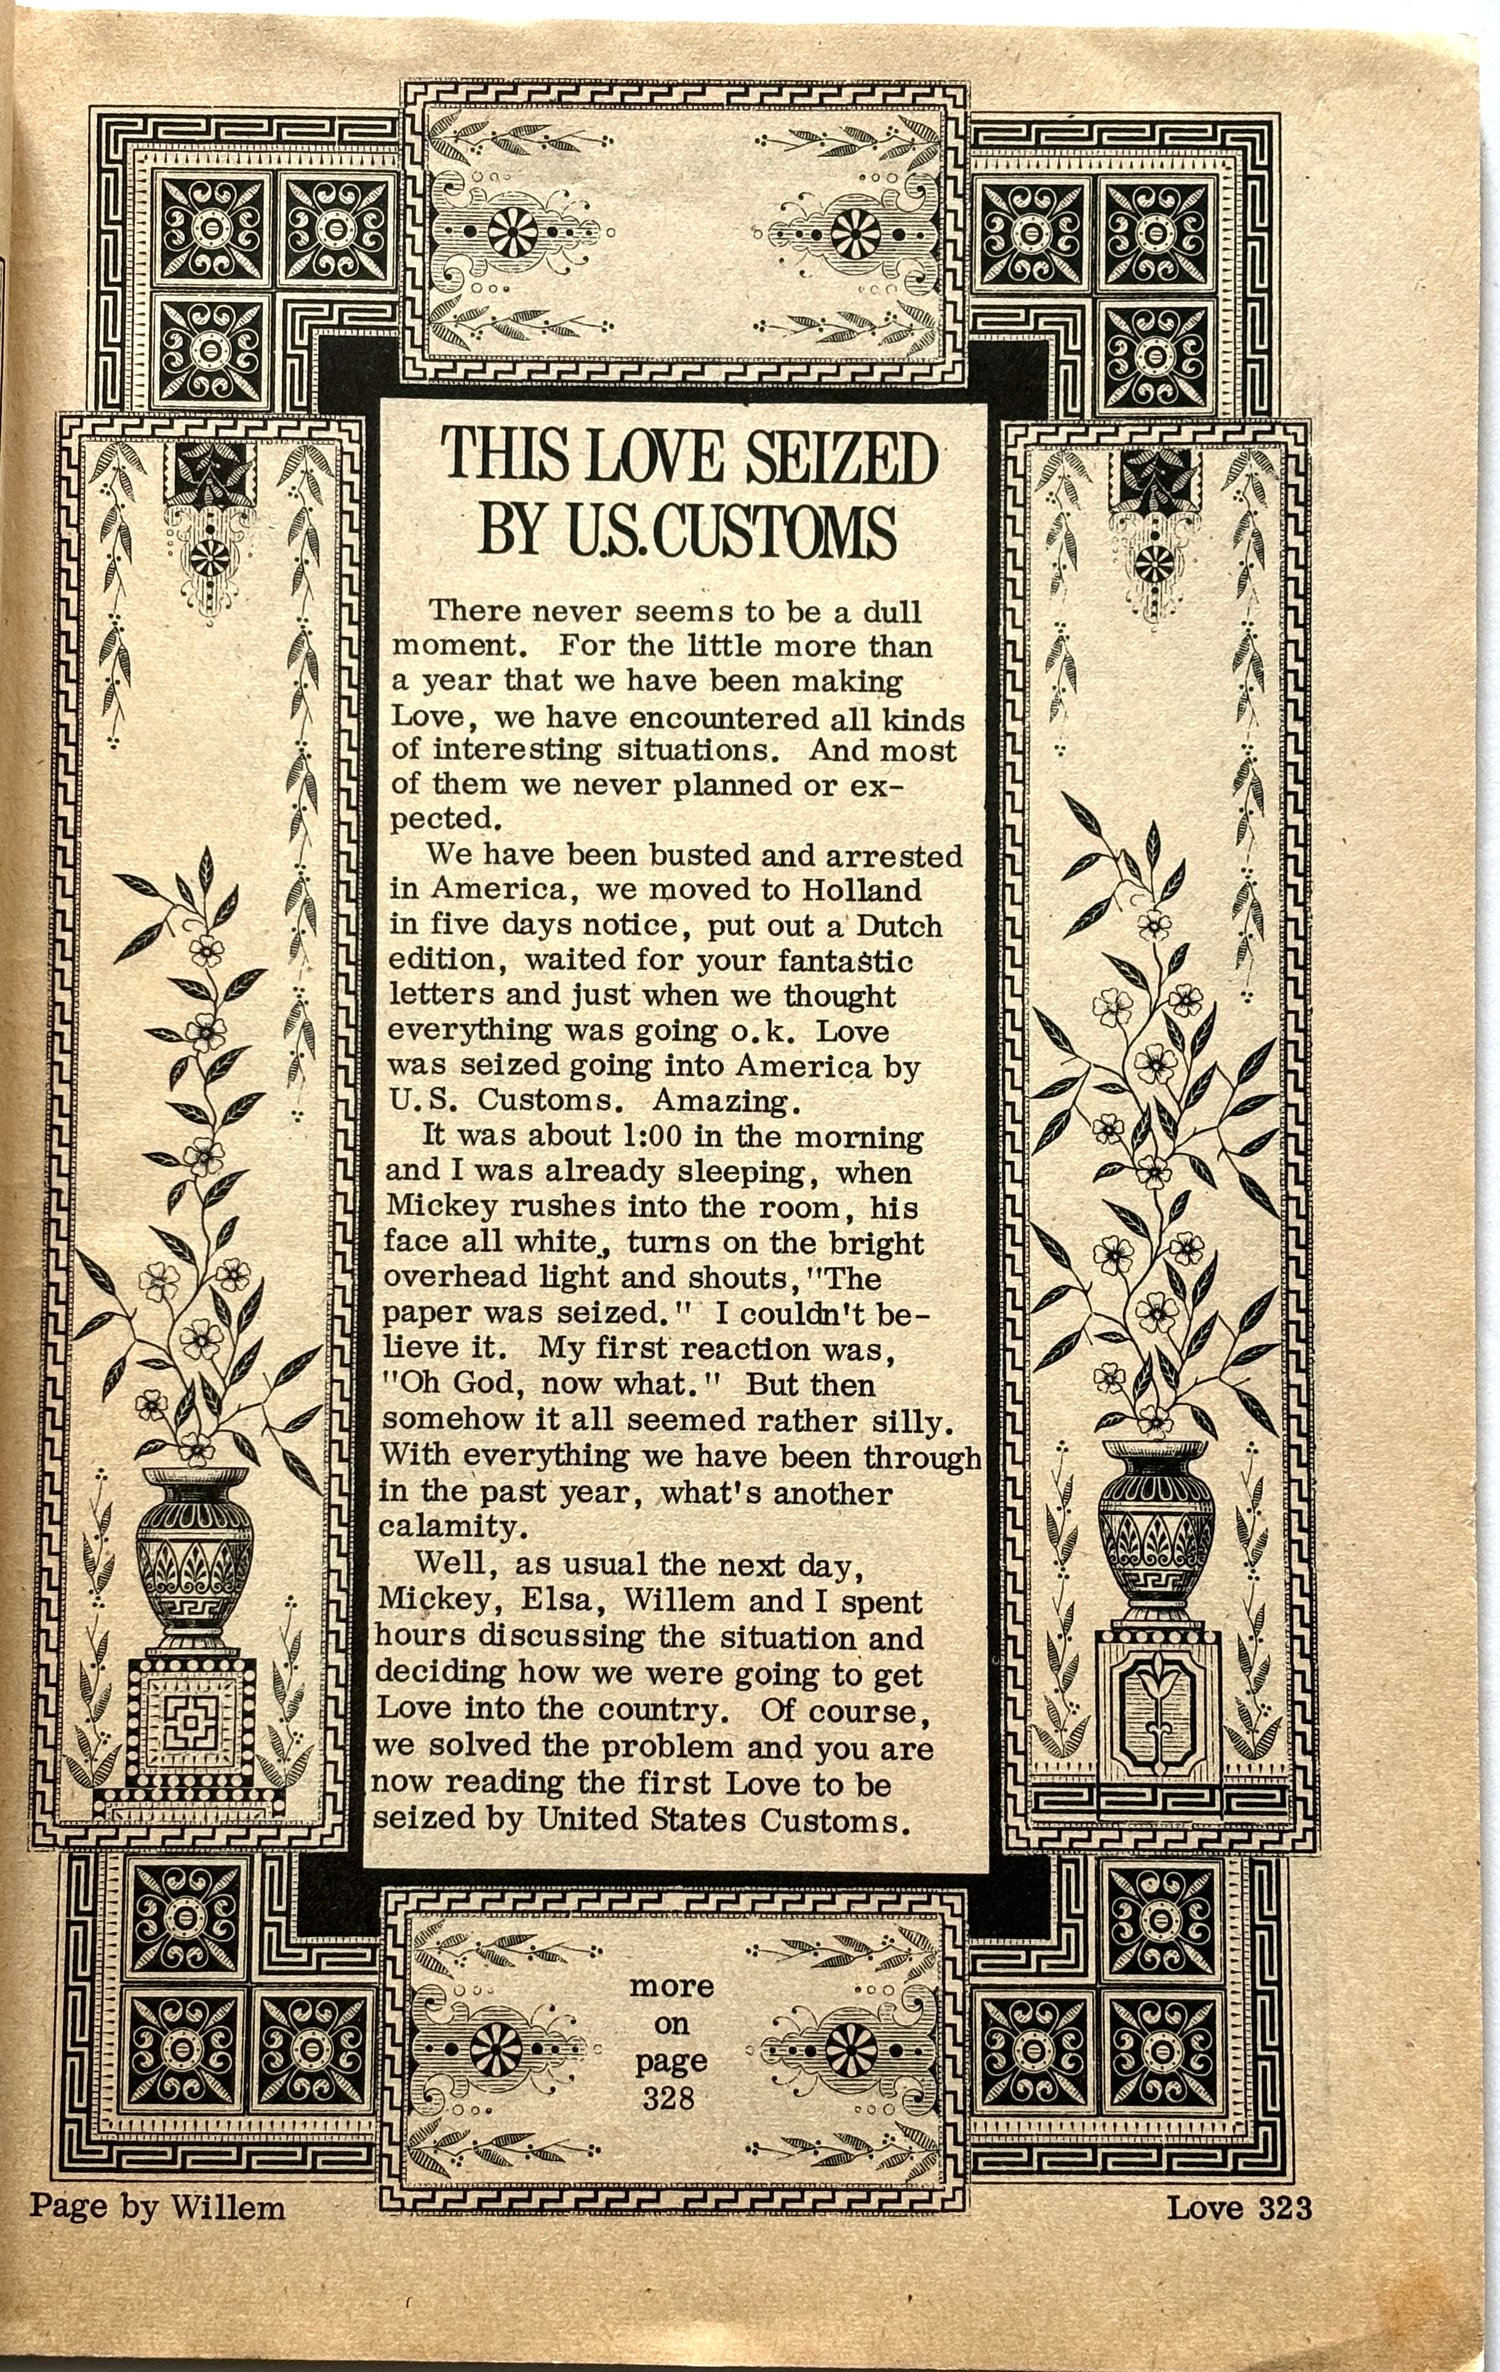 THIS LOVE SEIZED
BY U.S. CUSTOMS
There never seems to be a dull
moment. For the little more than
a year that we have been making
Love, we have encountered all kinds
of interesting situations. And most
of them we never planned or ex-
pected.
We have been busted and arrested
in America, we moved to Holland
in five days notice, put out a Dutch
edition, waited for your fantastic
letters and just when we thought
everything was going o.k. Love
was seized going into America by
U.S. Customs. Amazing.
It was about 1:00 in the morning
and I was already sleeping, when
Mickey rushes into the room, his
face all white, turns on the bright
overhead light and shouts, "The
paper was seized." I couldn't be-
lieve it. My first reaction was,
"Oh God, now what." But then
somehow it all seemed rather silly.
With everything we have been through
in the past year, what's another
calamity.
Well, as usual the next day,
Mickey, Elsa, Willem and I spent
hours discussing the situation and
deciding how we were going to get
Love into the country. Of course,
we solved the problem and you are
now reading the first Love to be
seized by United States Customs.
more
on
page
328
Page by Willem
Love 323